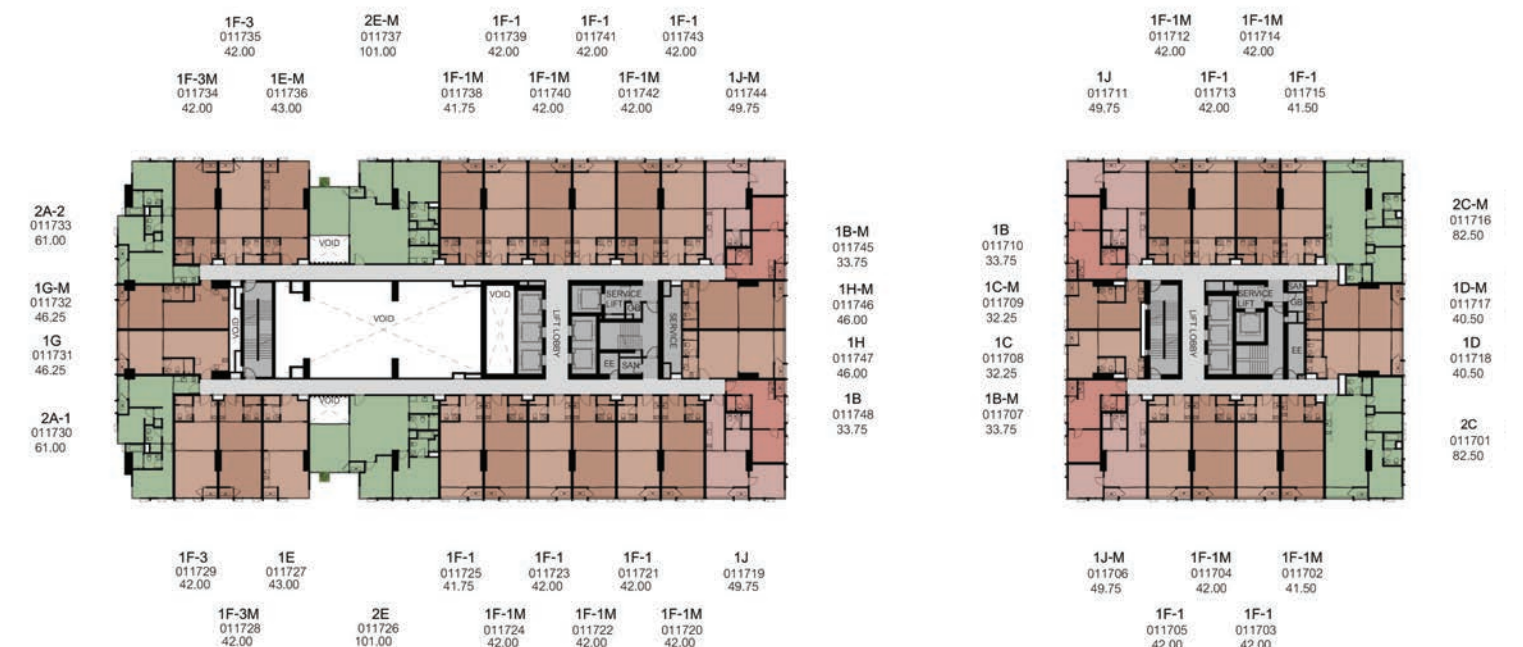 1F-3
011735
42.00
2E-M
011737
101.00
1F-1
011739
42.00
1F-1
011741
42.00
1F-1
011743
42.00
1F-1M
011712
42.00
1F-1M
011714
42.00
1F-3M
011734
42.00
1E-M
011736
43.00
1F-1M
011738
41.75
1F-1M
011740
42.00
1F-1M
011742
42.00
1J-M
011744
49.75
1J
011711
49.75
1F-1
011713
42.00
1F-1
011715
41.50
2A-2
011733
61.00
1G-M
011732
46.25
1G
011731
46.25
2A-1
011730
61.00
VOID
VOID
VOID
VOID
VOID
LIFT LOBBY
SERVICE
LIFT
GB
EE
SAN
SERVICE
1B-M
011745
33.75
1H-M
011746
46.00
1H
011747
46.00
1B
011748
33.75
1B
011710
33.75
1C-M
011709
32.25
1C
011708
32.25
1B-M
011707
33.75
LIFT LOBBY
SERVICE
LIFT
SAN
GB
EE
2C-M
011716
82.50
1D-M
011717
40.50
1D
011718
40.50
2C
011701
82.50
1F-3
011729
42.00
1E
011727
43.00
1F-1
011725
41.75
1F-1
011723
42.00
1F-1
011721
42.00
1J
011719
49.75
1J-M
011706
49.75
1F-1M
011704
42.00
1F-1M
011702
41.50
1F-3M
011728
42.00
2E
011726
101.00
1F-1M
011724
42.00
1F-1M
011722
42.00
1F-1M
011720
42.00
1F-1
011705
42.00
1F-1
011703
42.00